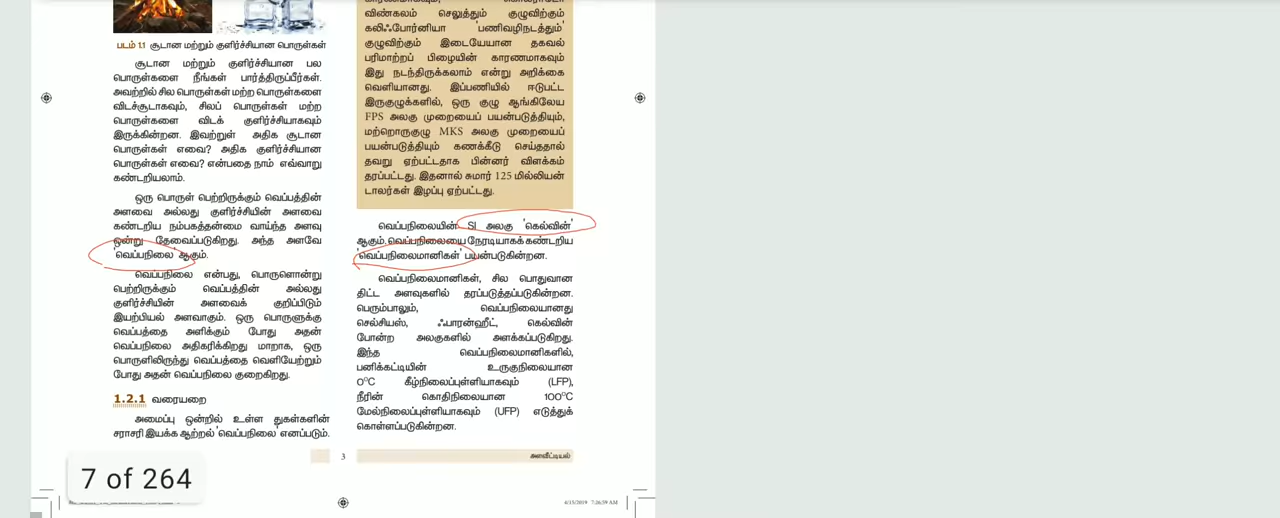 படம் 1.1 சூடான மற்றும் குளிர்ச்சியான பொருள்கள்
சூடான மற்றும் குளிர்ச்சியான பல
பொருள்களை நீங்கள் பார்த்திருப்பீர்கள்.
அவற்றில் சில பொருள்கள் மற்ற பொருள்களை
விடச்சூடாகவும், சிலப் பொருள்கள் மற்ற
பொருள்களை விடக் குளிர்ச்சியாகவும்
இருக்கின்றன. இவற்றுள் அதிக சூடான
பொருள்கள் எவை? அதிக குளிர்ச்சியான
பொருள்கள் எவை? என்பதை நாம் எவ்வாறு
கண்டறியலாம்.
ஒரு பொருள் பெற்றிருக்கும் வெப்பத்தின்
அளவை அல்லது குளிர்ச்சியின் அளவை
கண்டறிய நம்பகத்தன்மை வாய்ந்த அளவு
ஒன்று தேவைப்படுகிறது. அந்த அளவே
'வெப்பநிலை' ஆகும்.
வெப்பநிலை என்பது, பொருளொன்று
பெற்றிருக்கும் வெப்பத்தின் அல்லது
குளிர்ச்சியின் அளவைக் குறிப்பிடும்
இயற்பியல் அளவாகும். ஒரு பொருளுக்கு
வெப்பத்தை அளிக்கும் போது அதன்
வெப்பநிலை அதிகரிக்கிறது மாறாக, ஒரு
பொருளிலிருந்து வெப்பத்தை வெளியேற்றும்
போது அதன் வெப்பநிலை குறைகிறது.
1.2.1 வரையறை
அமைப்பு ஒன்றில் உள்ள துகள்களின்
சராசரி இயக்க ஆற்றல் 'வெப்பநிலை' எனப்படும்.
விண்கலம் செலுத்தும் குழுவிற்கும்
கலிஃபோர்னியா 'பணிவழிநடத்தும்'
குழுவிற்கும் இடையேயான தகவல்
பரிமாற்றப் பிழையின் காரணமாகவும்
இது நடந்திருக்கலாம் என்று அறிக்கை
வெளியானது. இப்பணியில் ஈடுபட்ட
இருகுழுக்களில், ஒரு குழு ஆங்கிலேய
FPS அலகு முறையைப் பயன்படுத்தியும்,
மற்றொருகுழு MKS அலகு முறையைப்
பயன்படுத்தியும் கணக்கீடு செய்ததால்
தவறு ஏற்பட்டதாக பின்னர் விளக்கம்
தரப்பட்டது. இதனால் சுமார் 125 மில்லியன்
டாலர்கள் இழப்பு ஏற்பட்டது.
வெப்பநிலையின் SI அலகு 'கெல்வின்'
ஆகும். வெப்பநிலையை நேரடியாகக் கண்டறிய
'வெப்பநிலைமானிகள்' பயன்படுகின்றன.
வெப்பநிலைமானிகள், சில பொதுவான
திட்ட அளவுகளில் தரப்படுத்தப்படுகின்றன.
பெரும்பாலும், வெப்பநிலையானது
செல்சியஸ், ஃபாரன்ஹீட், கெல்வின்
போன்ற அலகுகளில் அளக்கப்படுகிறது.
இந்த வெப்பநிலைமானிகளில்,
பனிக்கட்டியின் உருகுநிலையான
0°C கீழ்நிலைப்புள்ளியாகவும் (LFP),
நீரின் கொதிநிலையான 100°C
மேல்நிலைப்புள்ளியாகவும் (UFP) எடுத்துக்
கொள்ளப்படுகின்றன.
3
அளவீட்டியல்
7 of 264
4/15/2019 7:26:39 AM